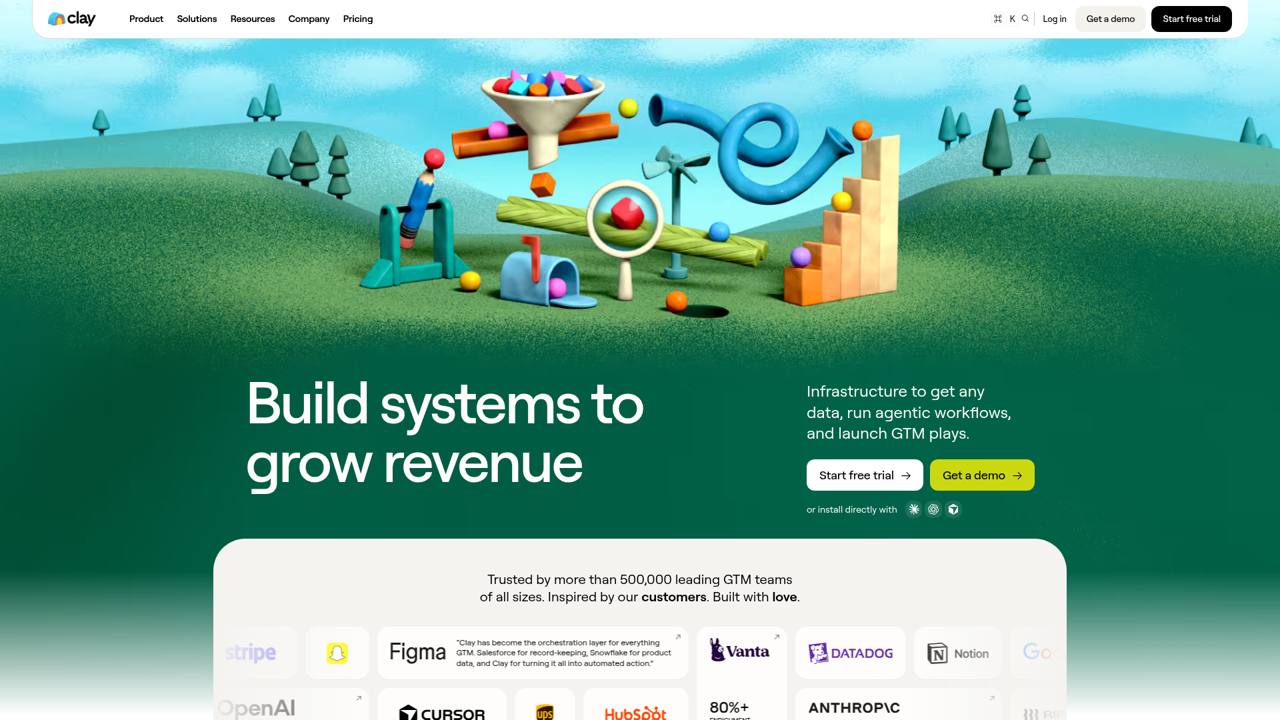 clay
Product Solutions Resources Company Pricing
⌘ K
Log in
Get a demo
Start free trial
Build systems to
grow revenue
Infrastructure to get any
data, run agentic workflows,
and launch GTM plays.
Start free trial →
Get a demo →
or install directly with
Trusted by more than 500,000 leading GTM teams
of all sizes. Inspired by our customers. Built with love.
stripe
Figma
"Clay has become the orchestration layer for everything
GTM. Salesforce for record-keeping, Snowflake for product
data, and Clay for turning it all into automated action."
Vanta
DATADOG
Notion
OpenAI
CURSOR
ups
HubSpot
80%+
ANTHROP\C